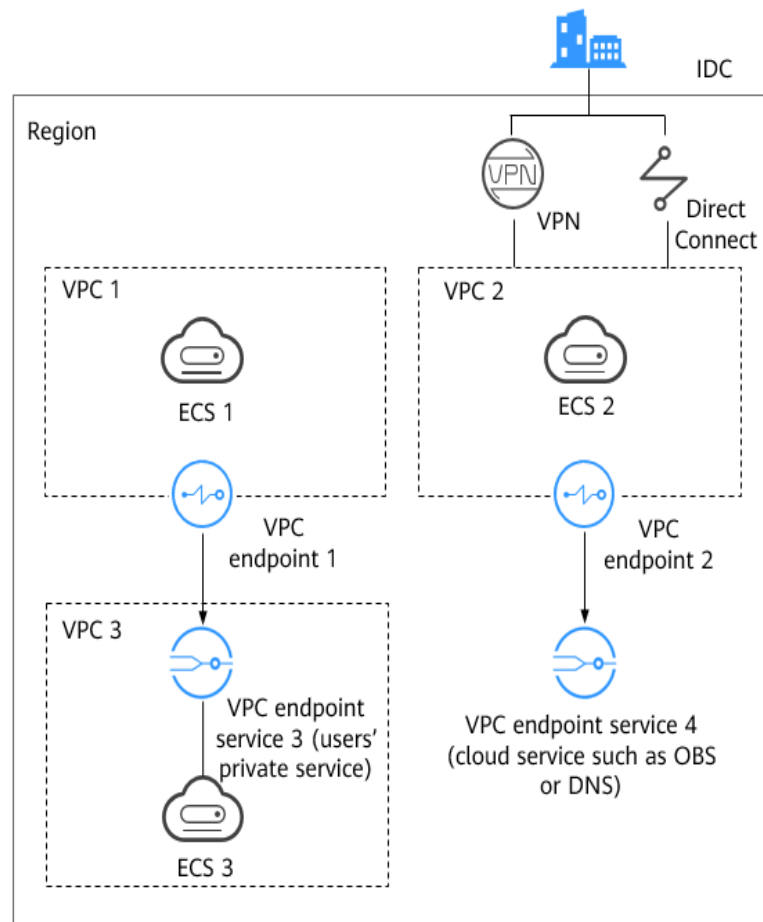 IDC
Region
VPN
VPN
Direct
Connect
VPC 1
VPC 2
ECS 1
ECS 2
VPC
endpoint 1
VPC
endpoint 2
VPC 3
VPC endpoint
service 3 (users’
private service)
VPC endpoint service 4
(cloud service such as OBS
or DNS)
ECS 3